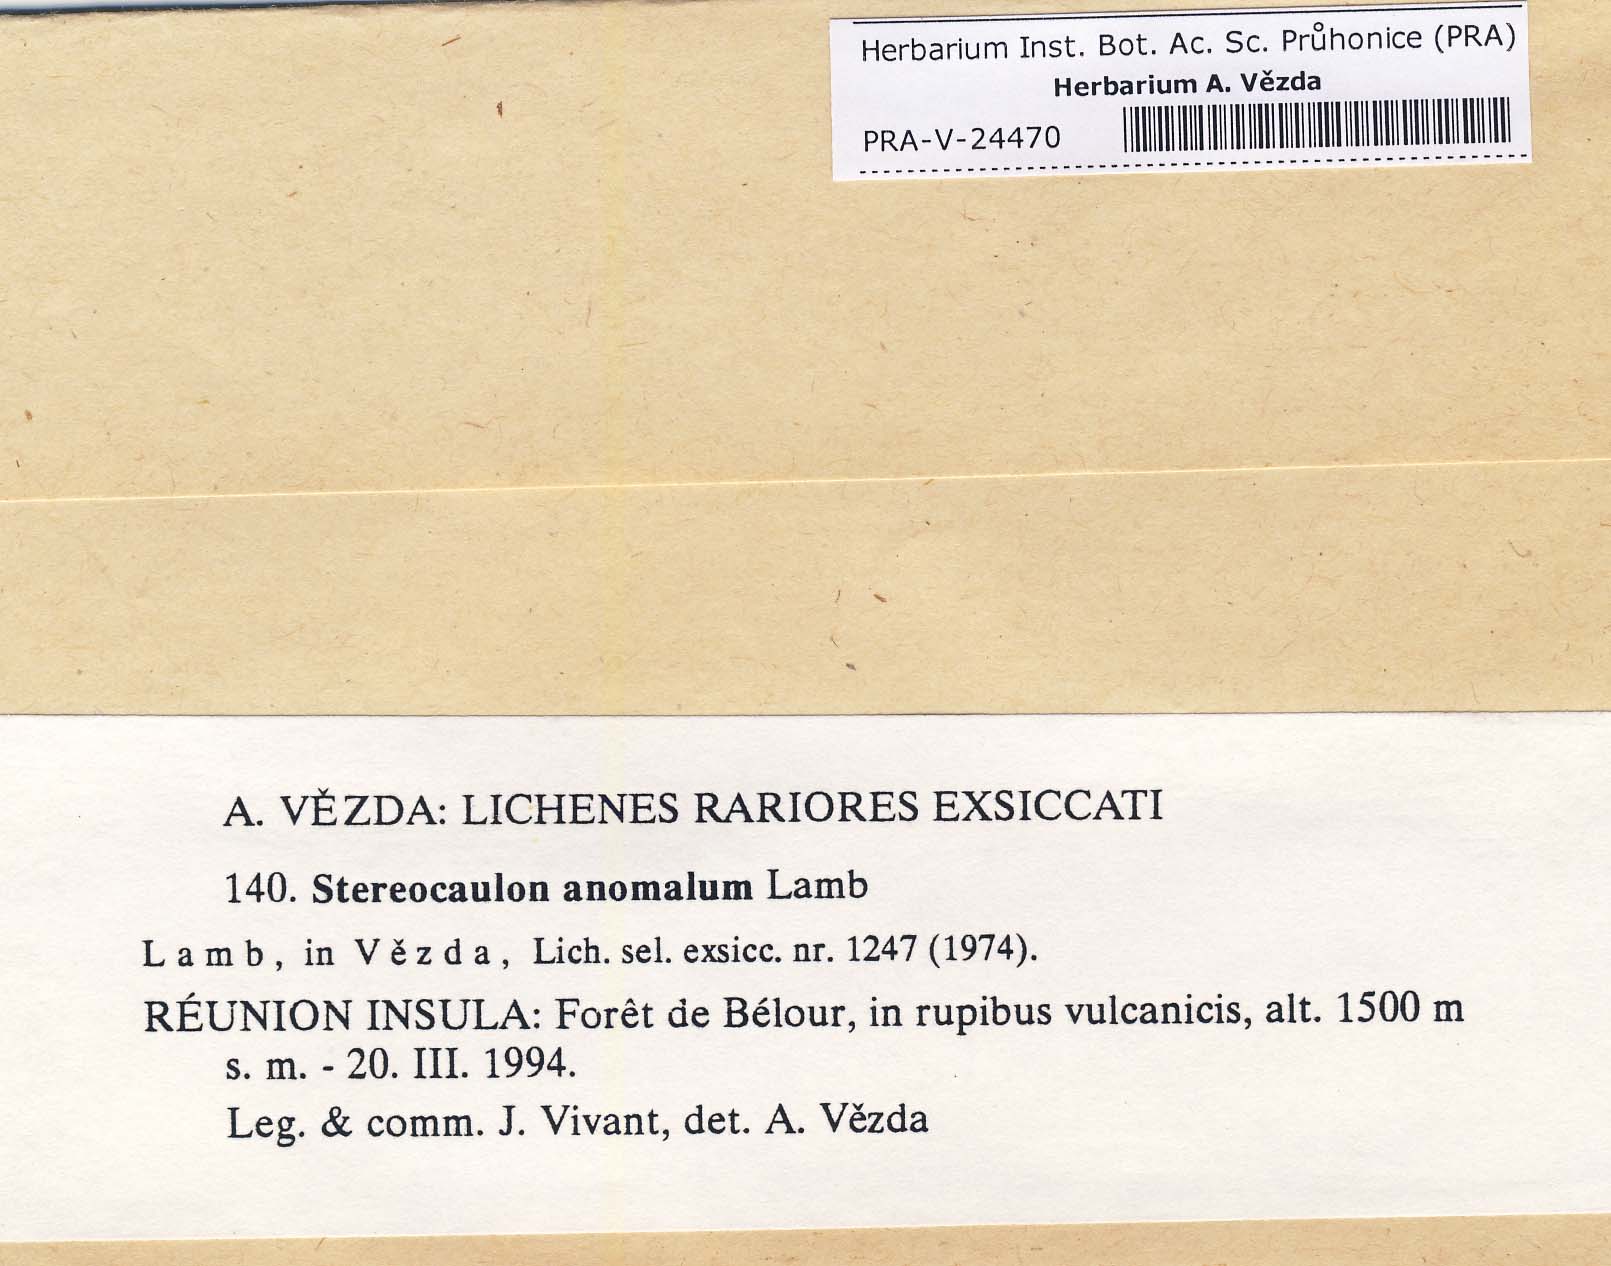 Herbarium Inst. Bot. Ac. Sc. Průhonice (PRA)
Herbarium A. Vězda
PRA-V-24470
A. VĚZDA: LICHENES RARIORES EXSICCATI
140. Stereocaulon anomalum Lamb
Lamb, in Vězda, Lich. sel. exsicc. nr. 1247 (1974).
RÉUNION INSULA: Forêt de Bélour, in rupibus vulcanicis, alt. 1500 m
s. m. - 20. III. 1994.
Leg. & comm. J. Vivant, det. A. Vězda